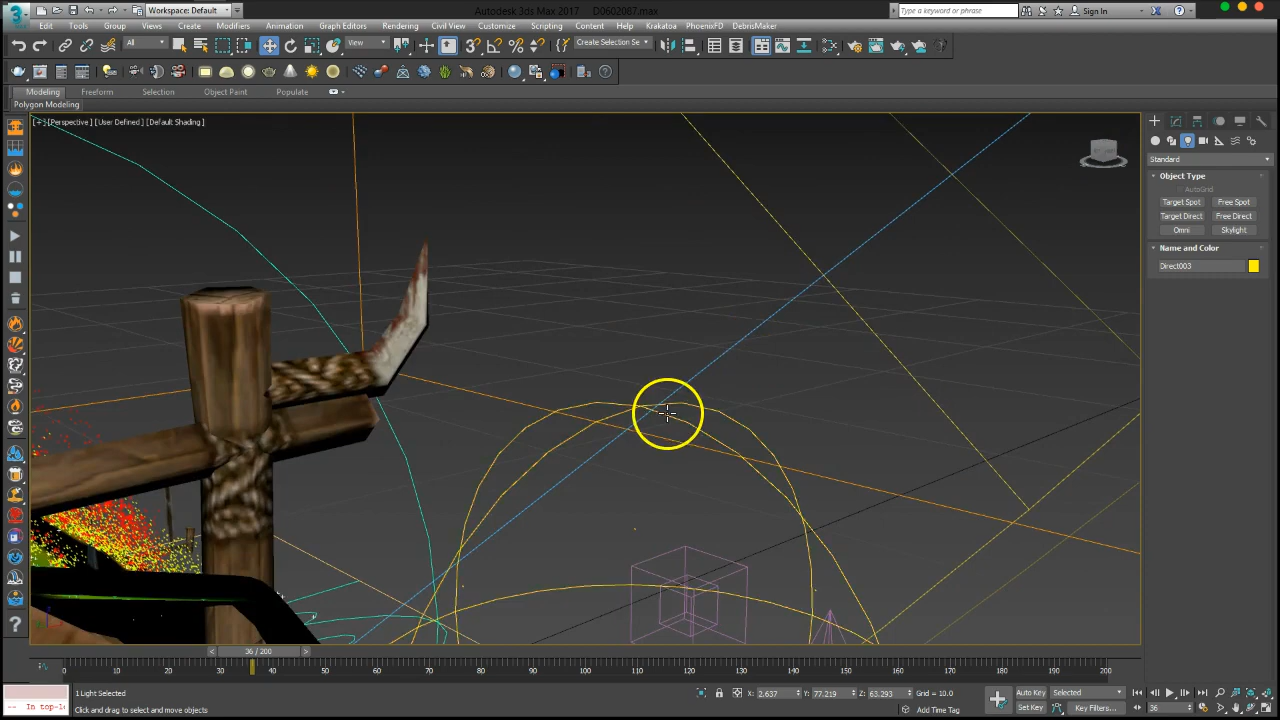 Autodesk 3ds Max 2017 D0602087.max
Workspace: Default
Type a keyword or phrase
Sign In
Edit Tools Group Views Create Modifiers Animation Graph Editors Rendering Civil View Customize Scripting Content Help Krakatoa PhoenixFD DebrisMaker
All View Create Selection Se
Modeling Freeform Selection Object Paint Populate
Polygon Modeling
[+] [Perspective] [User Defined] [Default Shading]
Standard
Object Type
AutoGrid
Target Spot Free Spot
Target Direct Free Direct
Omni Skylight
Name and Color
Direct003
36 / 200
0 10 20 30 40 50 60 70 80 90 100 110 120 130 140 150 160 170 180 190 200
1 Light Selected
X: 2.637 Y: 77.219 Z: 63.293 Grid = 10.0
Auto Key Selected
-- In top-l
Click and drag to select and move objects
Add Time Tag
Set Key Key Filters...
36